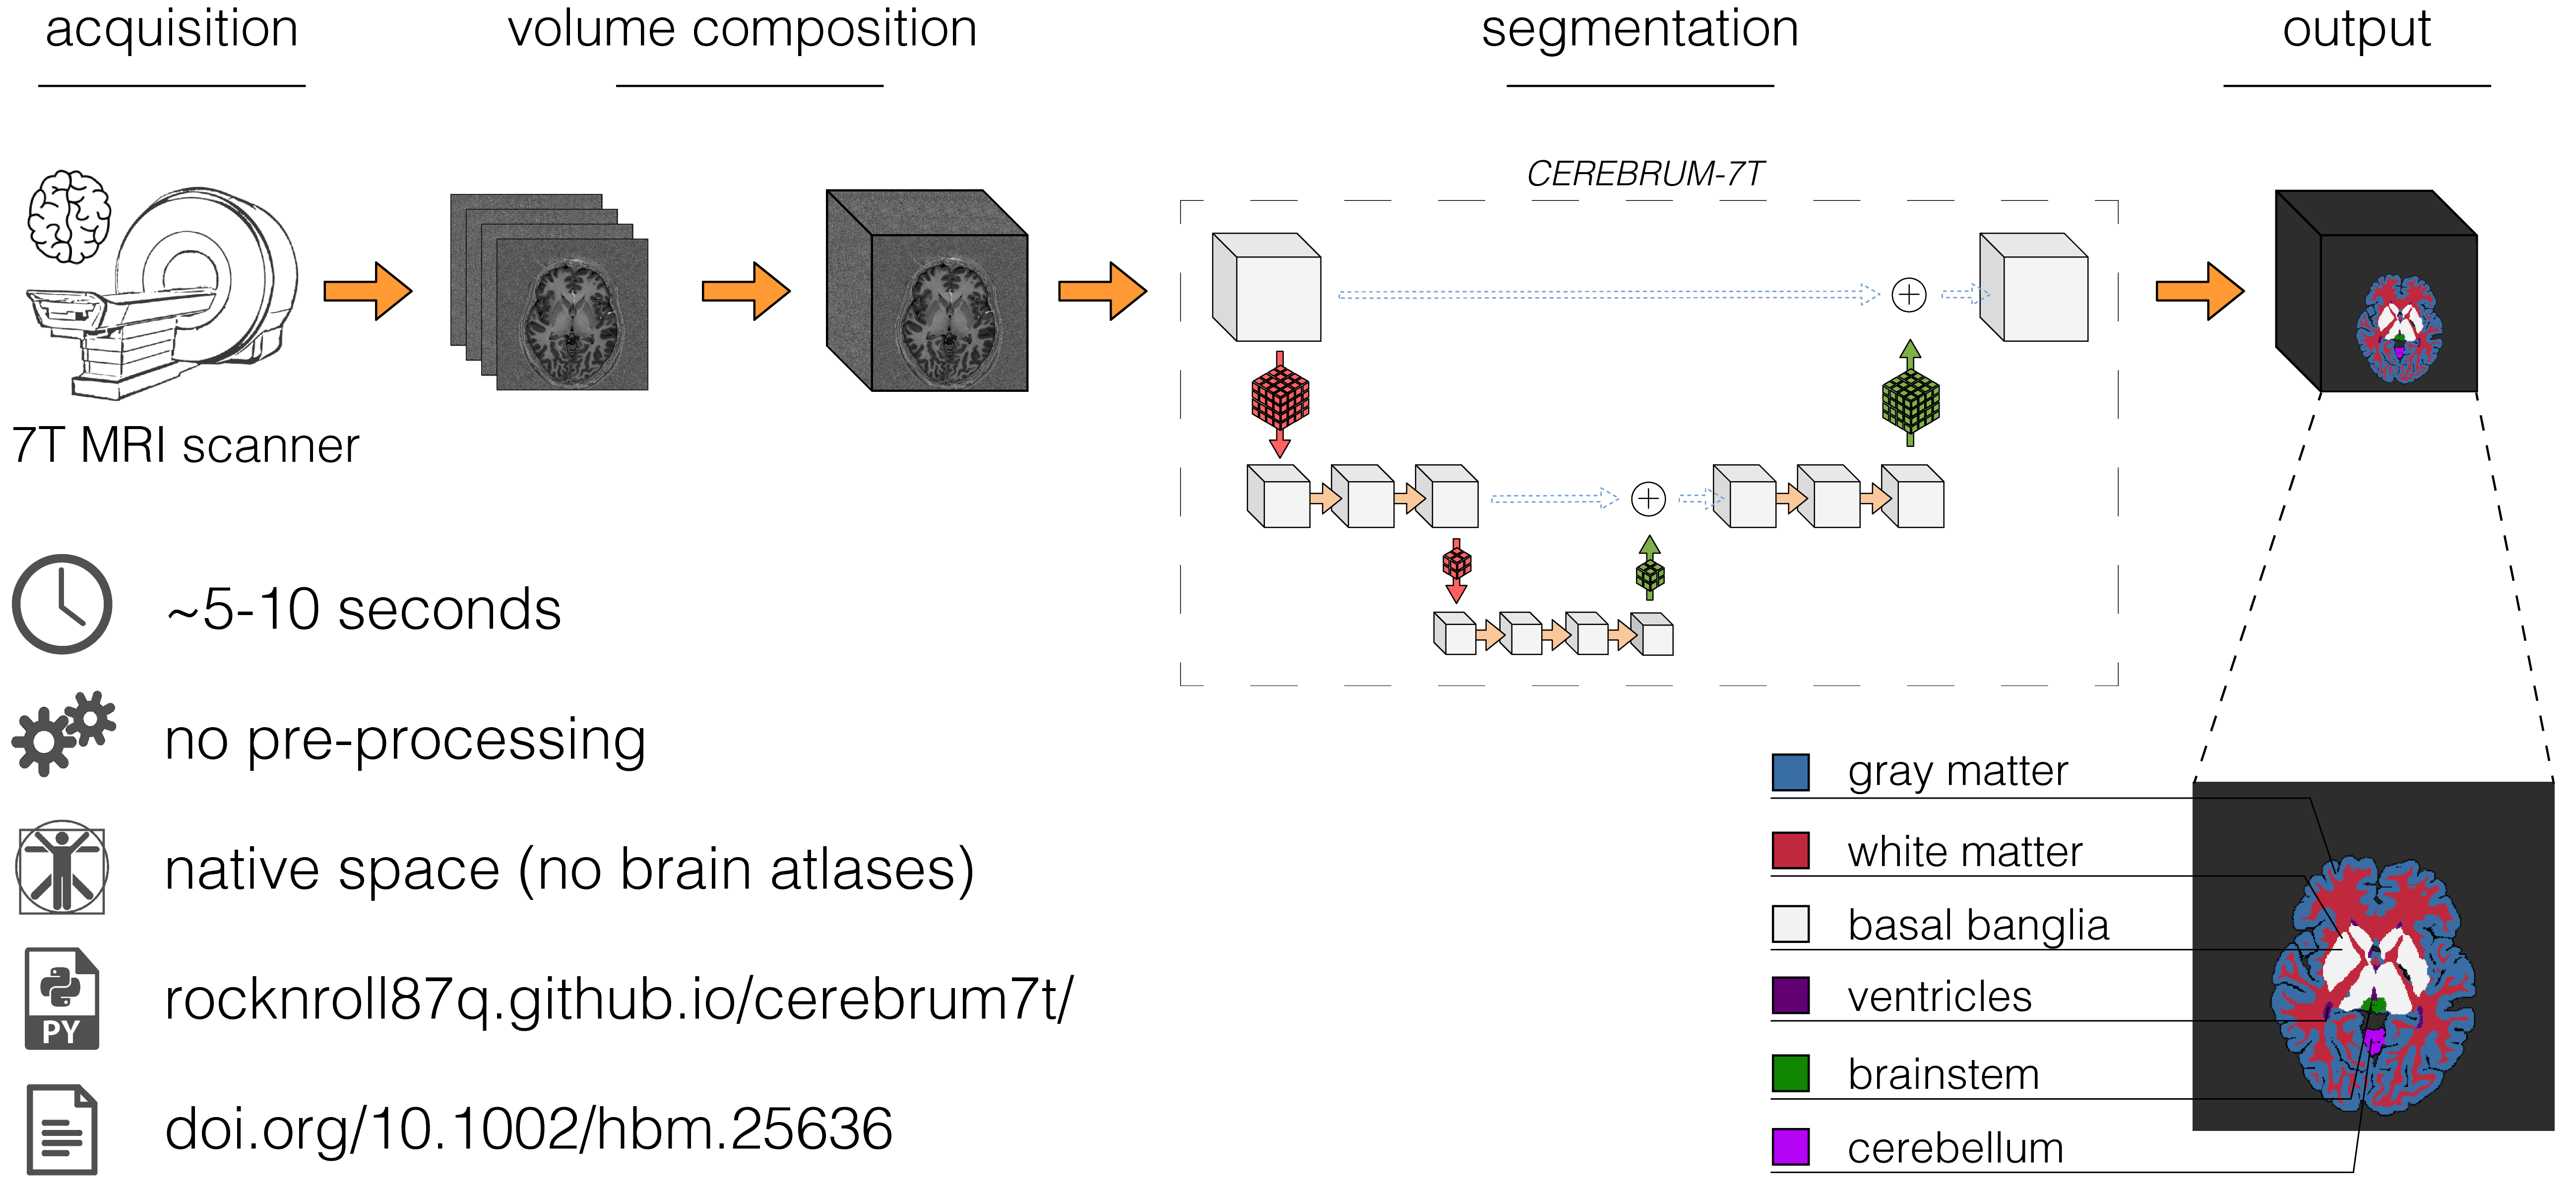 acquisition
volume composition
segmentation
output
CEREBRUM-7T
7T MRI scanner
~5-10 seconds
no pre-processing
native space (no brain atlases)
PY
rocknroll87q.github.io/cerebrum7t/
doi.org/10.1002/hbm.25636
gray matter
white matter
basal banglia
ventricles
brainstem
cerebellum